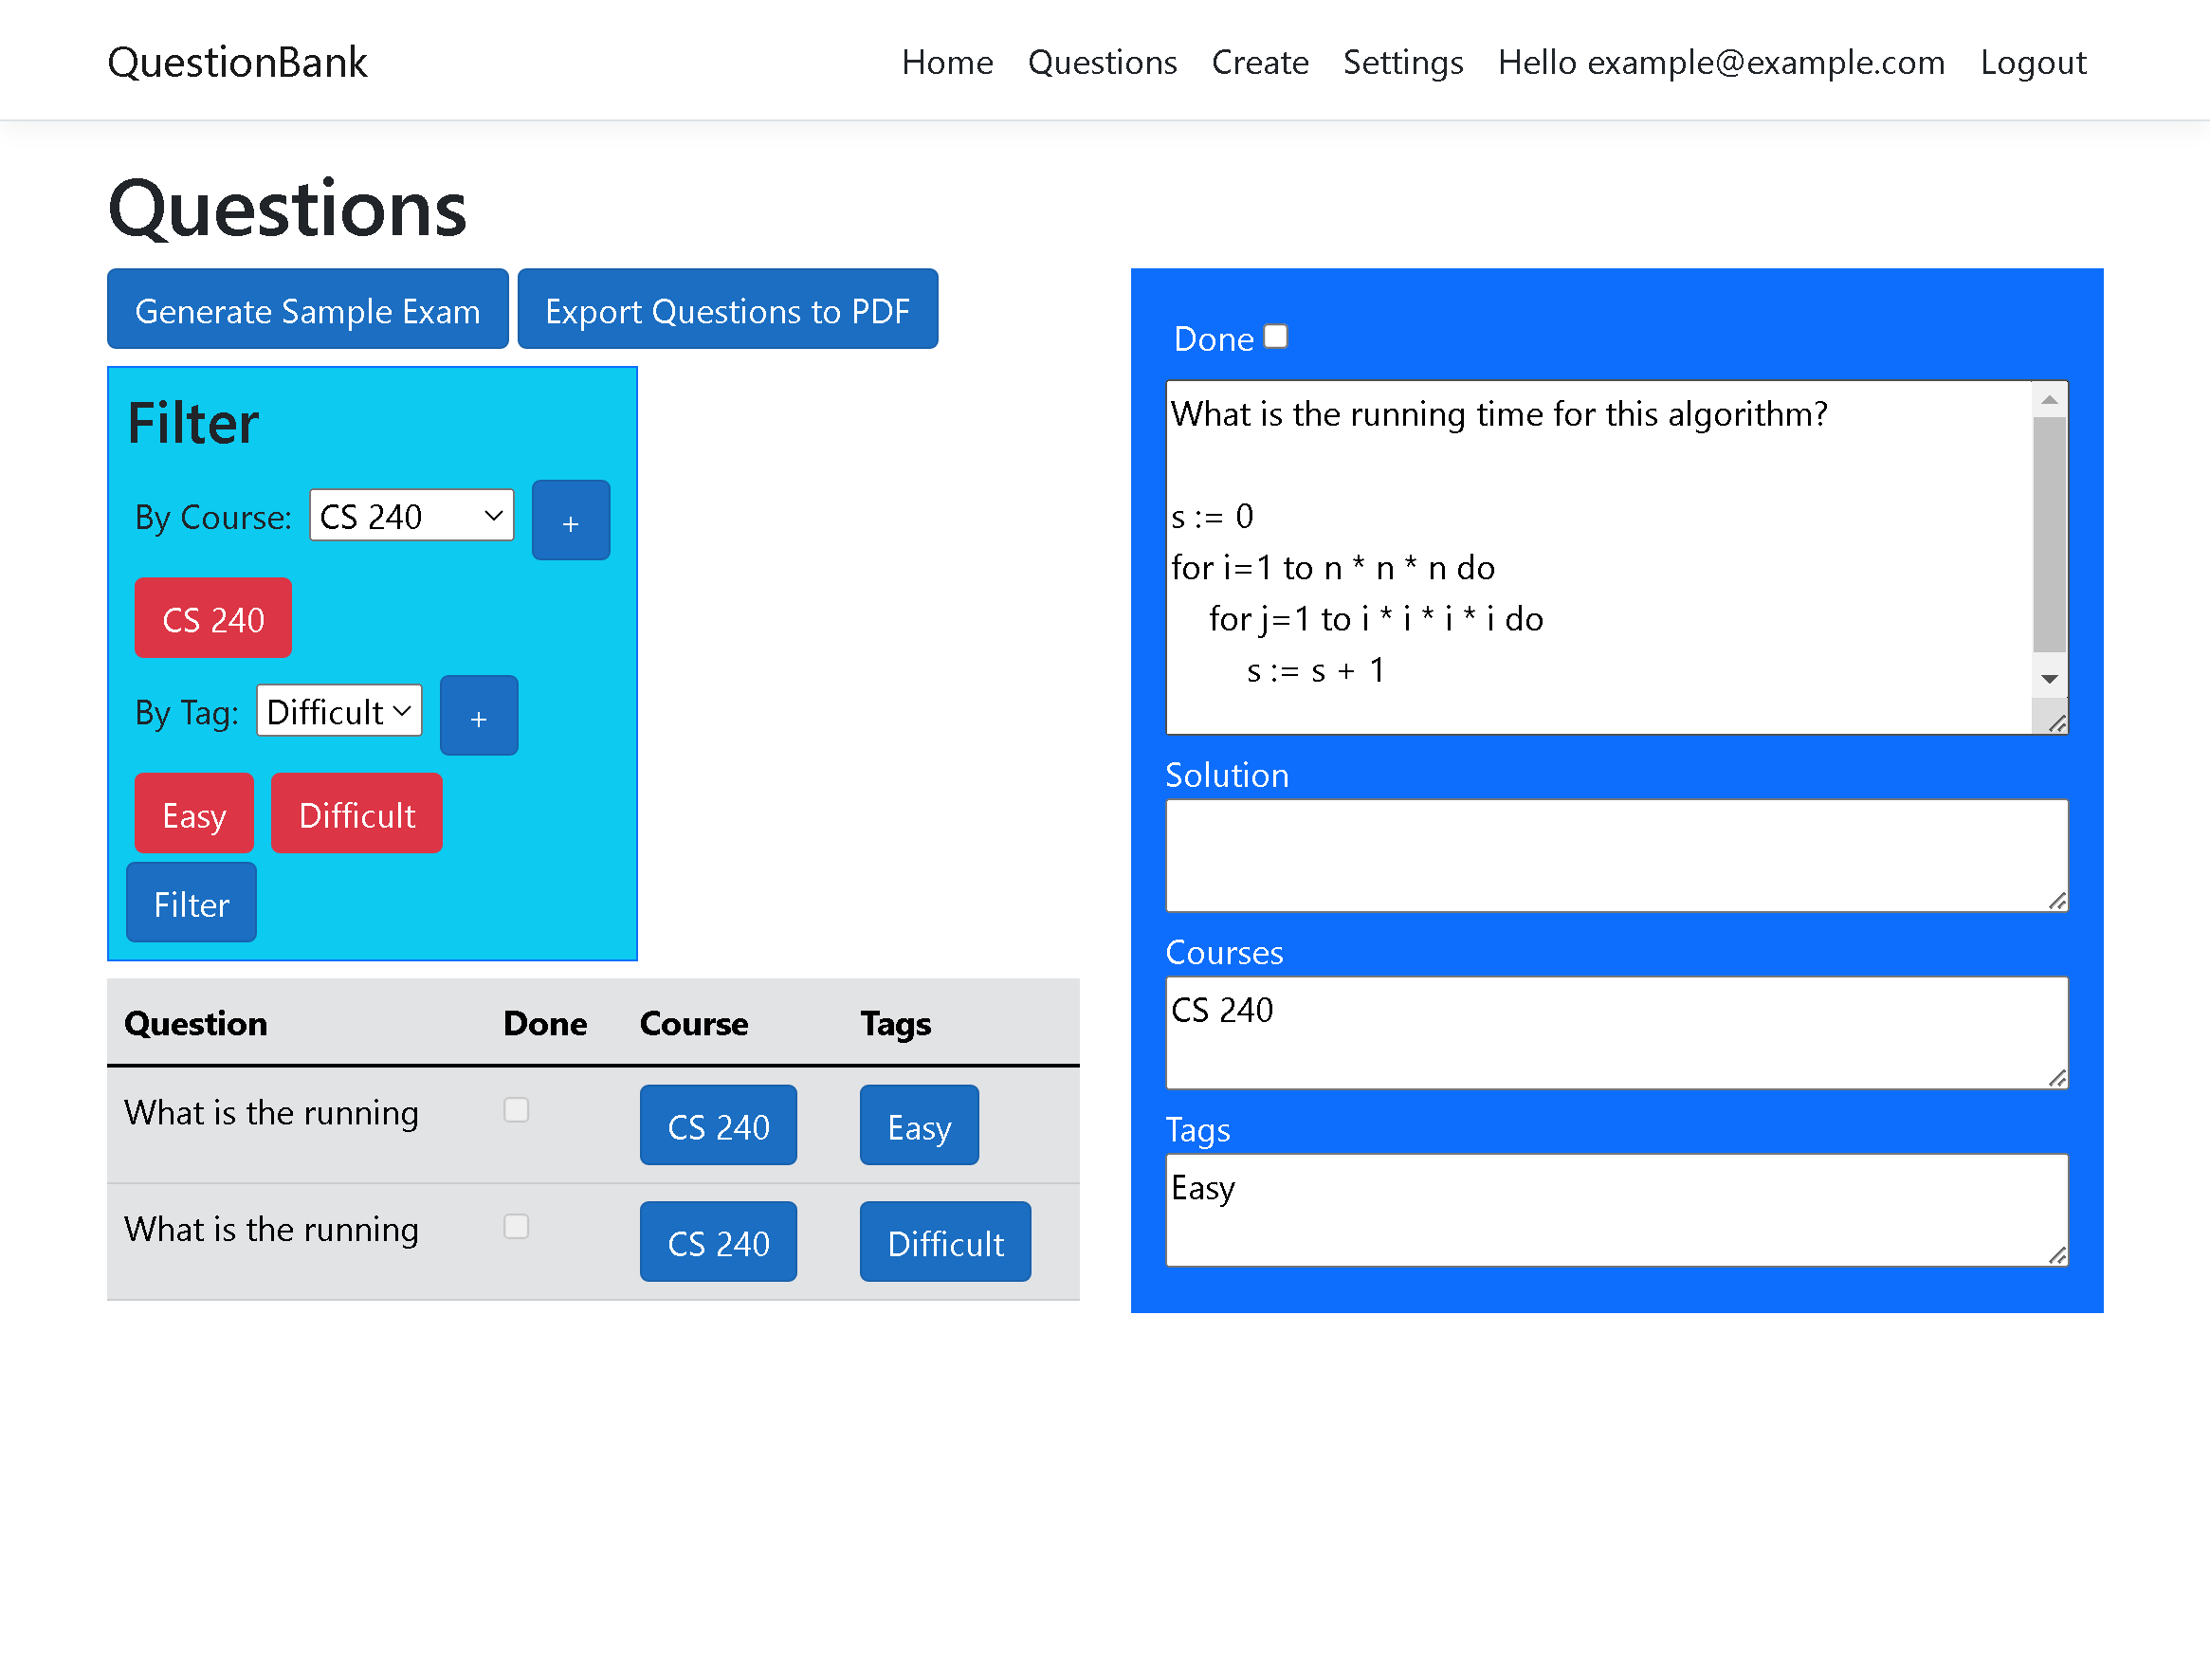 QuestionBank Home Questions Create Settings Hello example@example.com Logout
Questions
Generate Sample Exam Export Questions to PDF
Filter
By Course: CS 240 +
CS 240
By Tag: Difficult +
Easy Difficult
Filter
Question Done Course Tags
What is the running CS 240 Easy
What is the running CS 240 Difficult
Done
What is the running time for this algorithm?
s := 0
for i=1 to n * n * n do
for j=1 to i * i * i * i do
s := s + 1
Solution
Courses
CS 240
Tags
Easy